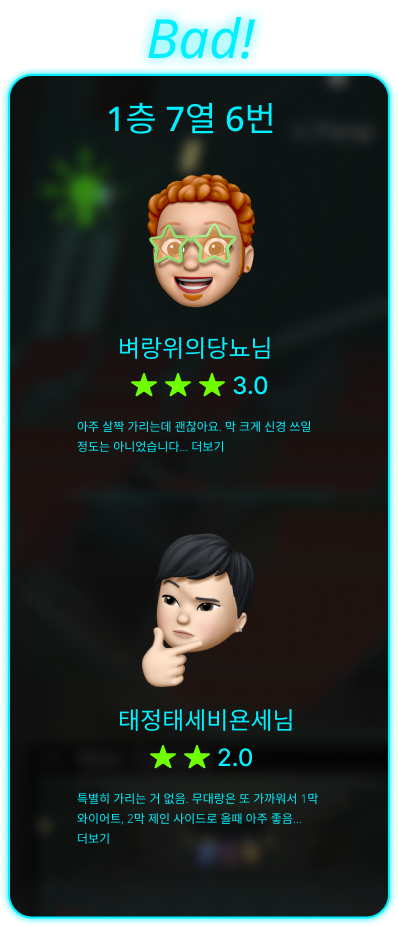 Bad!
1층 7열 6번
벼랑위의당뇨님
3.0
아주 살짝 가리는데 괜찮아요. 막 크게 신경 쓰일
정도는 아니었습니다... 더보기
태정태세비욘세님
2.0
특별히 가리는 거 없음. 무대랑은 또 가까워서 1막
와이어트, 2막 제인 사이드로 올때 아주 좋음...
더보기